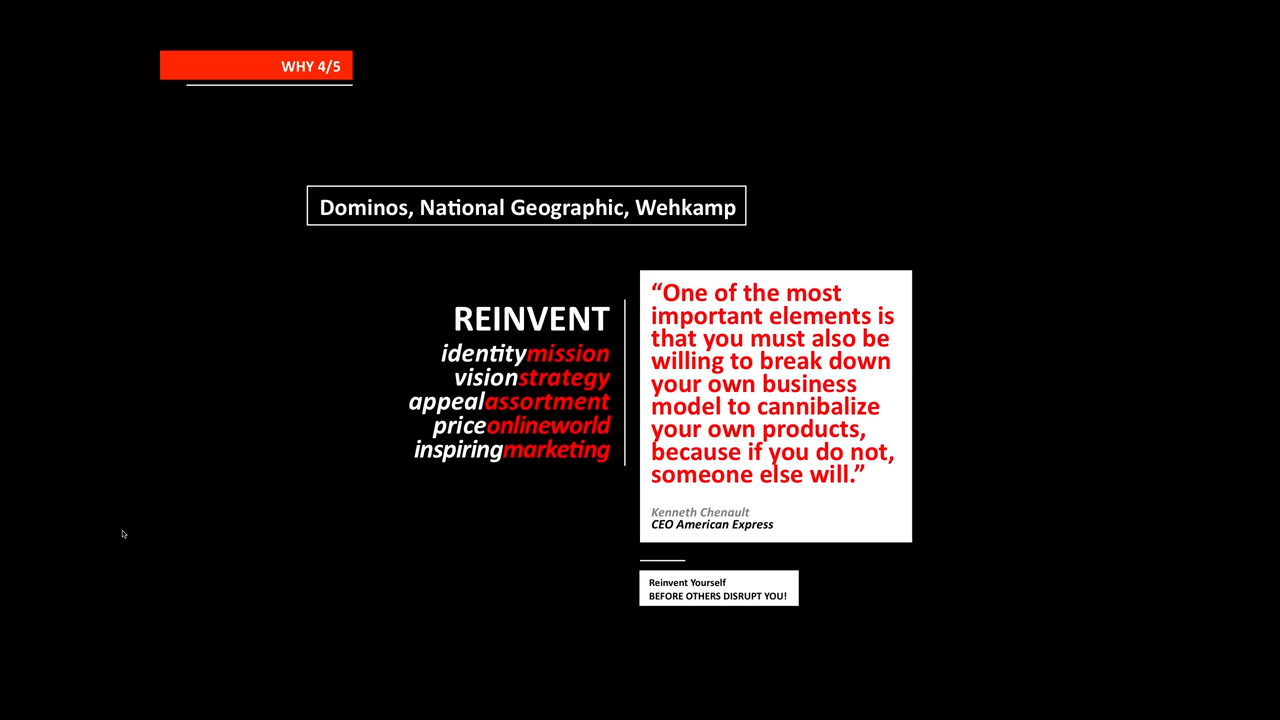 WHY 4/5
Dominos, National Geographic, Wehkamp
REINVENT
identitymission
visionstrategy
appealassortment
priceonlineworld
inspiringmarketing
“One of the most
important elements is
that you must also be
willing to break down
your own business
model to cannibalize
your own products,
because if you do not,
someone else will.”
Kenneth Chenault
CEO American Express
Reinvent Yourself
BEFORE OTHERS DISRUPT YOU!